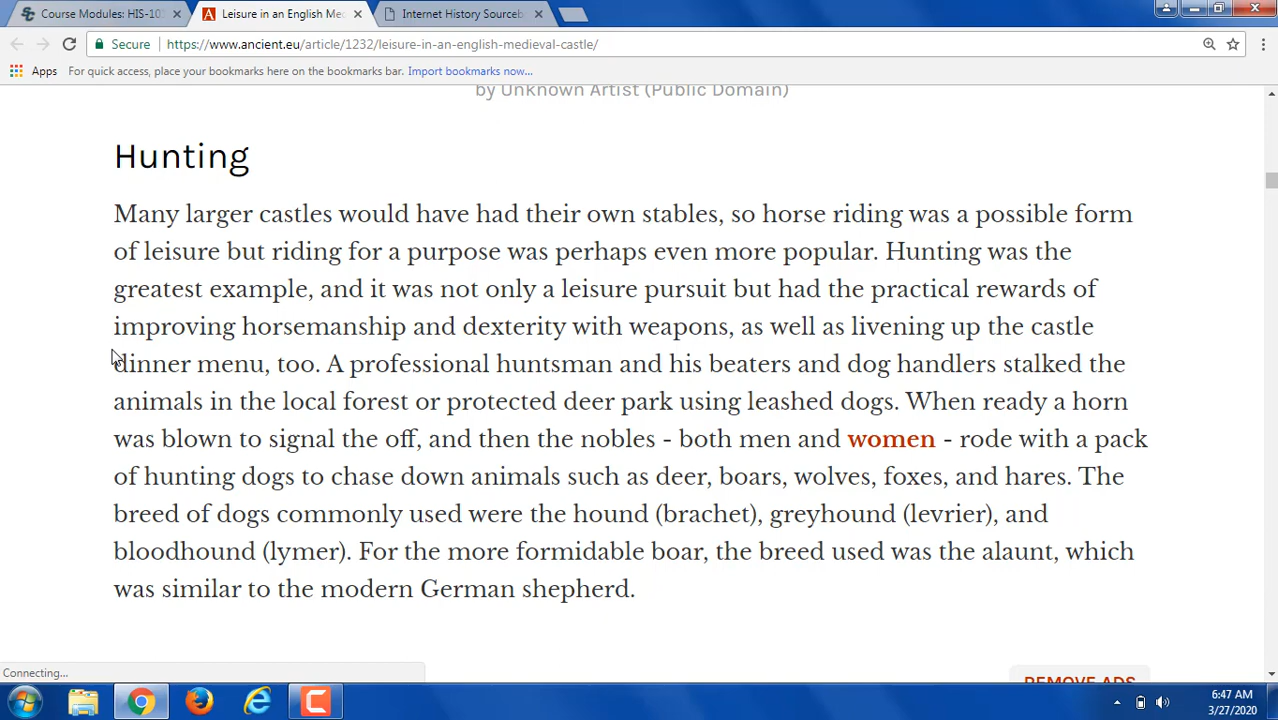 Course Modules: HIS-10
Leisure in an English Me
Internet History Sourceb
Secure
https://www.ancient.eu/article/1232/leisure-in-an-english-medieval-castle/
Apps
For quick access, place your bookmarks here on the bookmarks bar. Import bookmarks now...
by Unknown Artist (Public Domain)
Hunting
Many larger castles would have had their own stables, so horse riding was a possible form
of leisure but riding for a purpose was perhaps even more popular. Hunting was the
greatest example, and it was not only a leisure pursuit but had the practical rewards of
improving horsemanship and dexterity with weapons, as well as livening up the castle
dinner menu, too. A professional huntsman and his beaters and dog handlers stalked the
animals in the local forest or protected deer park using leashed dogs. When ready a horn
was blown to signal the off, and then the nobles - both men and women - rode with a pack
of hunting dogs to chase down animals such as deer, boars, wolves, foxes, and hares. The
breed of dogs commonly used were the hound (brachet), greyhound (levrier), and
bloodhound (lymer). For the more formidable boar, the breed used was the alaunt, which
was similar to the modern German shepherd.
Connecting...
REMOVE ADS
6:47 AM
3/27/2020